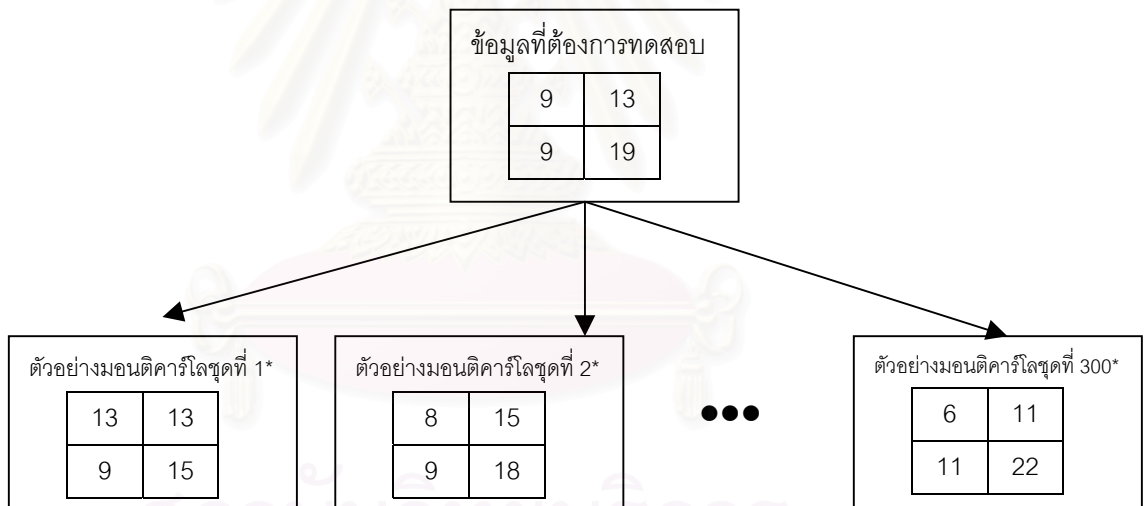 ข้อมูลที่ต้องการทดสอบ
9 13
9 19
ตัวอย่างมอนติคาร์โลชุดที่ 1*
13 13
9 15
ตัวอย่างมอนติคาร์โลชุดที่ 2*
8 15
9 18
●●●
ตัวอย่างมอนติคาร์โลชุดที่ 300*
6 11
11 22